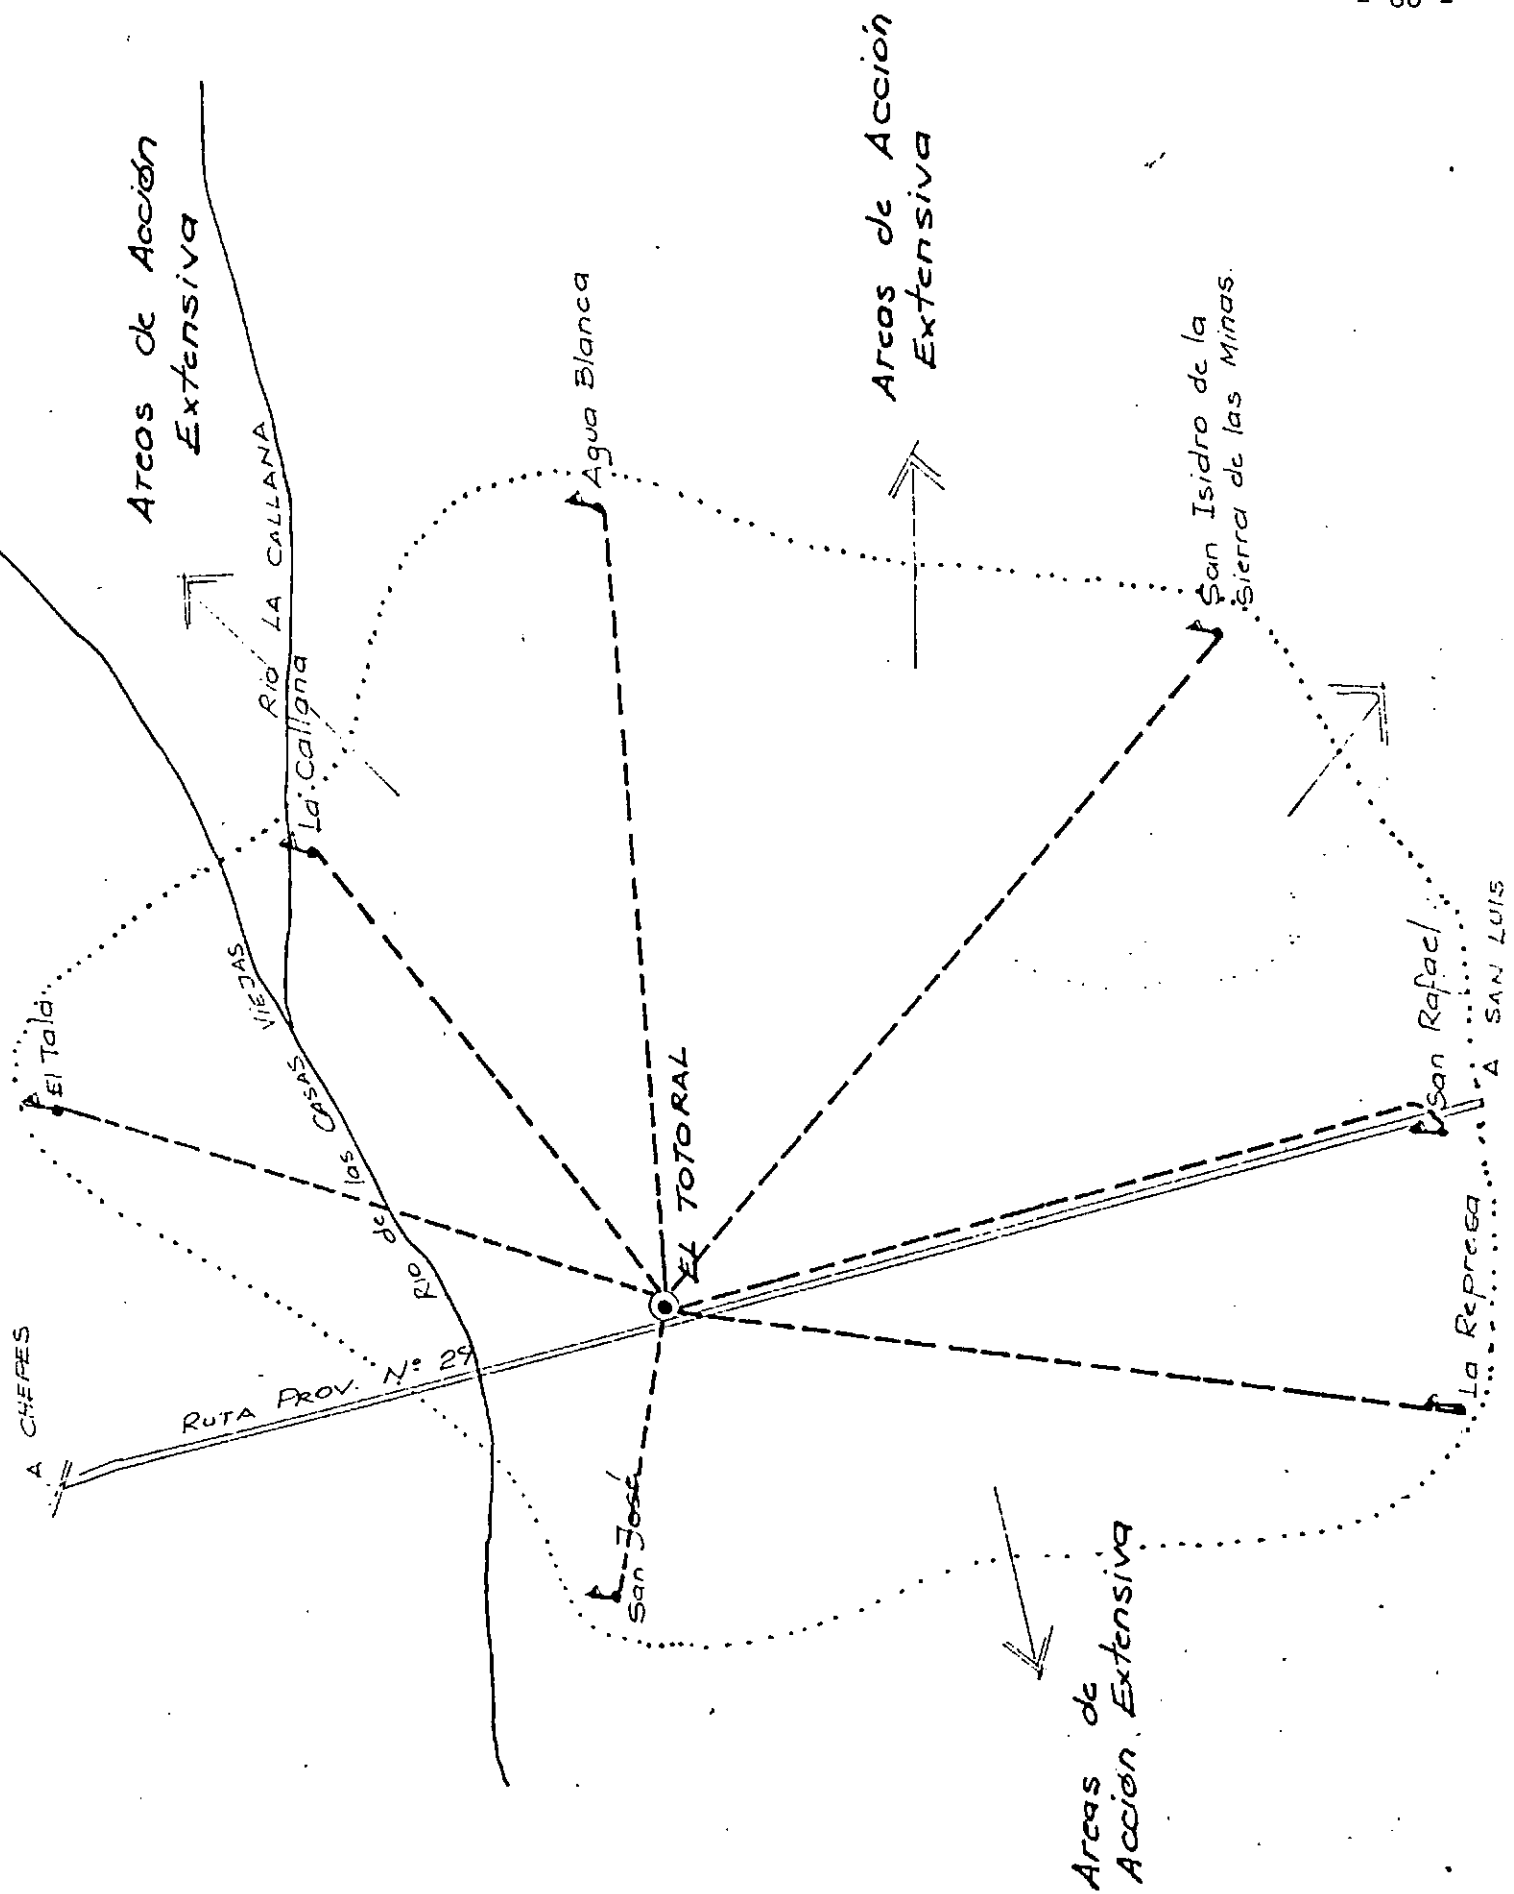 A CHEPES
RUTA PROV. Nº 29
El Tala
RIO de las CASAS VIEJAS
RIO LA CALLANA
La Callana
Areas de Acción
Extensiva
San José
EL TOTORAL
Agua Blanca
Areas de Acción
Extensiva
San Isidro de la
Sierra de las Minas.
Areas de
Acción Extensiva
La Represa
San Rafael
A SAN LUIS